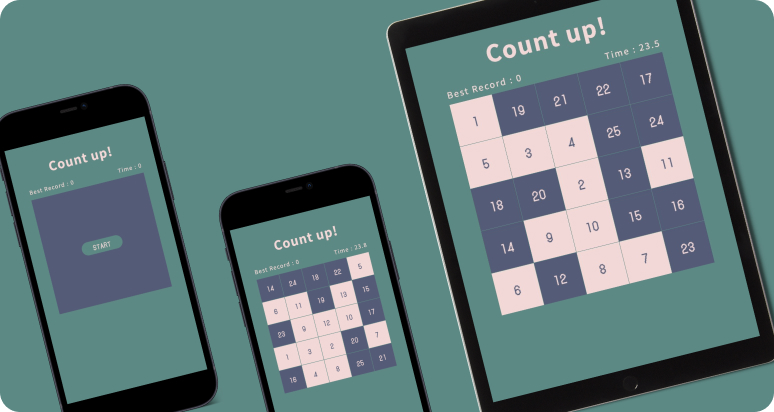 Count up!
Best Record : 0 Time : 0
START
Count up!
Best Record : 0 Time : 23.8
14 24 18 22 5
6 11 19 13 15
23 9 12 10 17
1 3 2 20 7
16 4 8 25 21
Count up!
Best Record : 0 Time : 23.5
1 19 21 22 17
5 3 4 25 24
18 20 2 13 11
14 9 10 15 16
6 12 8 7 23